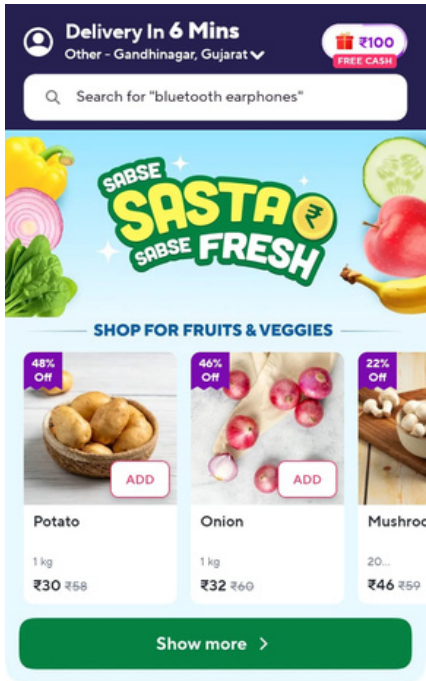 Delivery In 6 Mins
Other - Gandhinagar, Gujarat
₹100
FREE CASH
Search for "bluetooth earphones"
SABSE
SASTA
₹
SABSE FRESH
SHOP FOR FRUITS & VEGGIES
48%
Off
ADD
Potato
1 kg
₹30 ₹58
46%
Off
ADD
Onion
1 kg
₹32 ₹60
22%
Off
Mushroo
20...
₹46 ₹59
Show more